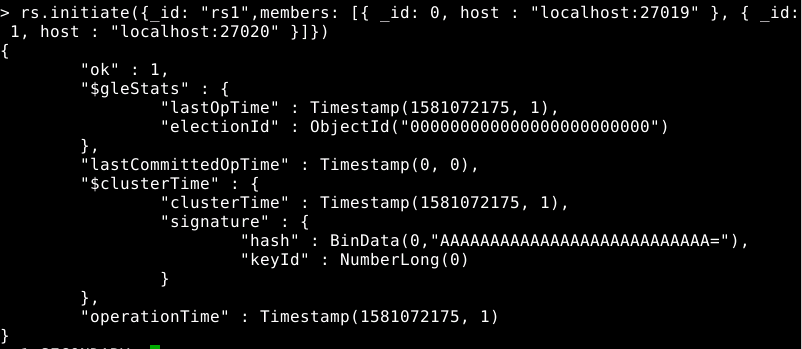 > rs.initiate({_id: "rs1",members: [{ _id: 0, host : "localhost:27019" }, { _id:
 1, host : "localhost:27020" }]})
{
        "ok" : 1,
        "$gleStats" : {
                "lastOpTime" : Timestamp(1581072175, 1),
                "electionId" : ObjectId("000000000000000000000000")
        },
        "lastCommittedOpTime" : Timestamp(0, 0),
        "$clusterTime" : {
                "clusterTime" : Timestamp(1581072175, 1),
                "signature" : {
                        "hash" : BinData(0,"AAAAAAAAAAAAAAAAAAAAAAAAAAA="),
                        "keyId" : NumberLong(0)
                }
        },
        "operationTime" : Timestamp(1581072175, 1)
}